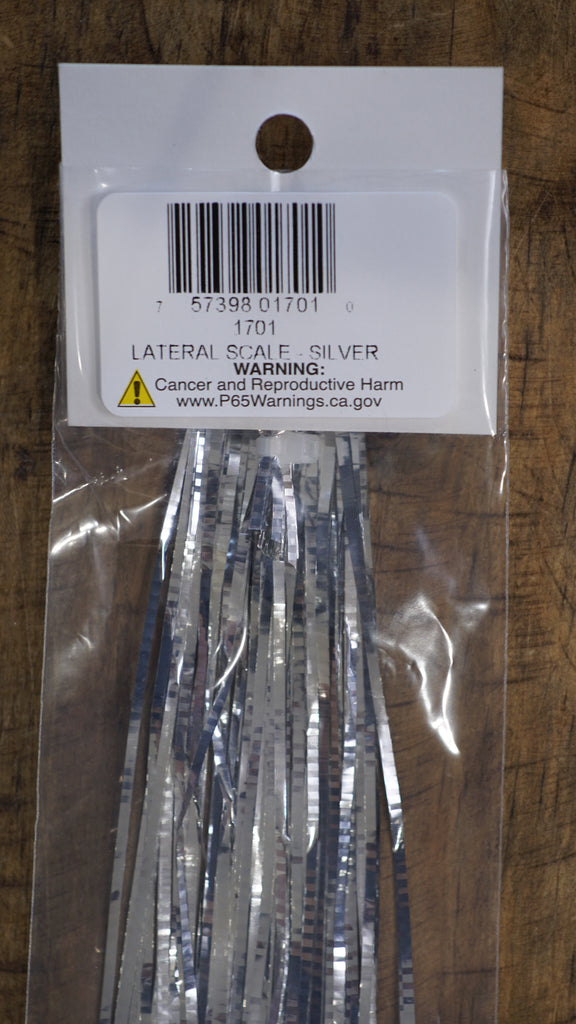 7 57398 01701 0
1701
LATERAL SCALE - SILVER
WARNING:
Cancer and Reproductive Harm
www.P65Warnings.ca.gov